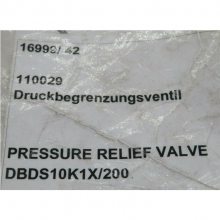 16999/ 42
110029
Druckbegrenzungsventil
PRESSURE RELIEF VALVE
DBDS10K1X/200